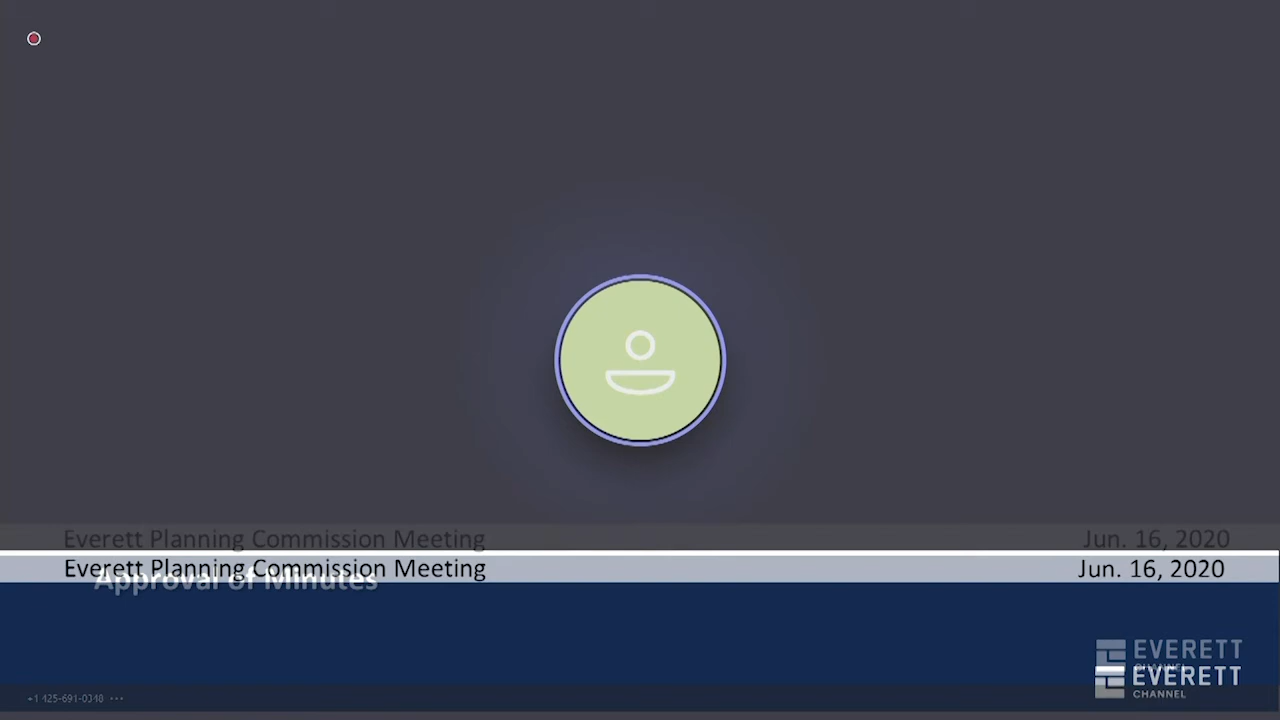 Everett Planning Commission Meeting Jun. 16, 2020
Everett Planning Commission Meeting Jun. 16, 2020
Approval of Minutes
EVERETT
CHANNEL
EVERETT
CHANNEL